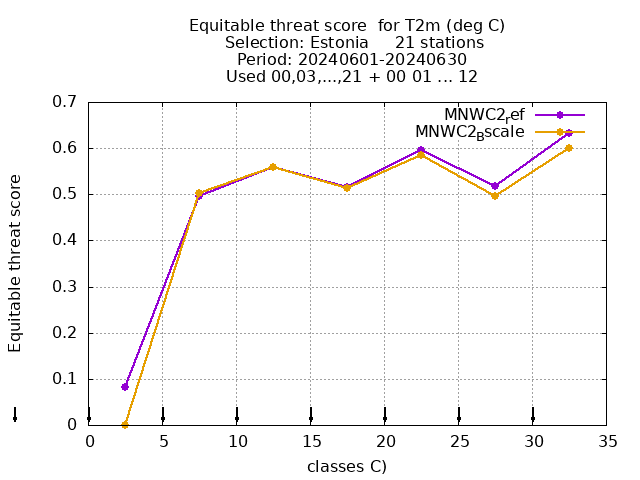 Equitable threat score  for T2m (deg C)
Selection: Estonia     21 stations
Period: 20240601-20240630
Used 00,03,...,21 + 00 01 ... 12
MNWC2ref
MNWC2Bscale
0.7
0.6
0.5
0.4
0.3
0.2
0.1
0
Equitable threat score
0 5 10 15 20 25 30 35
classes C)